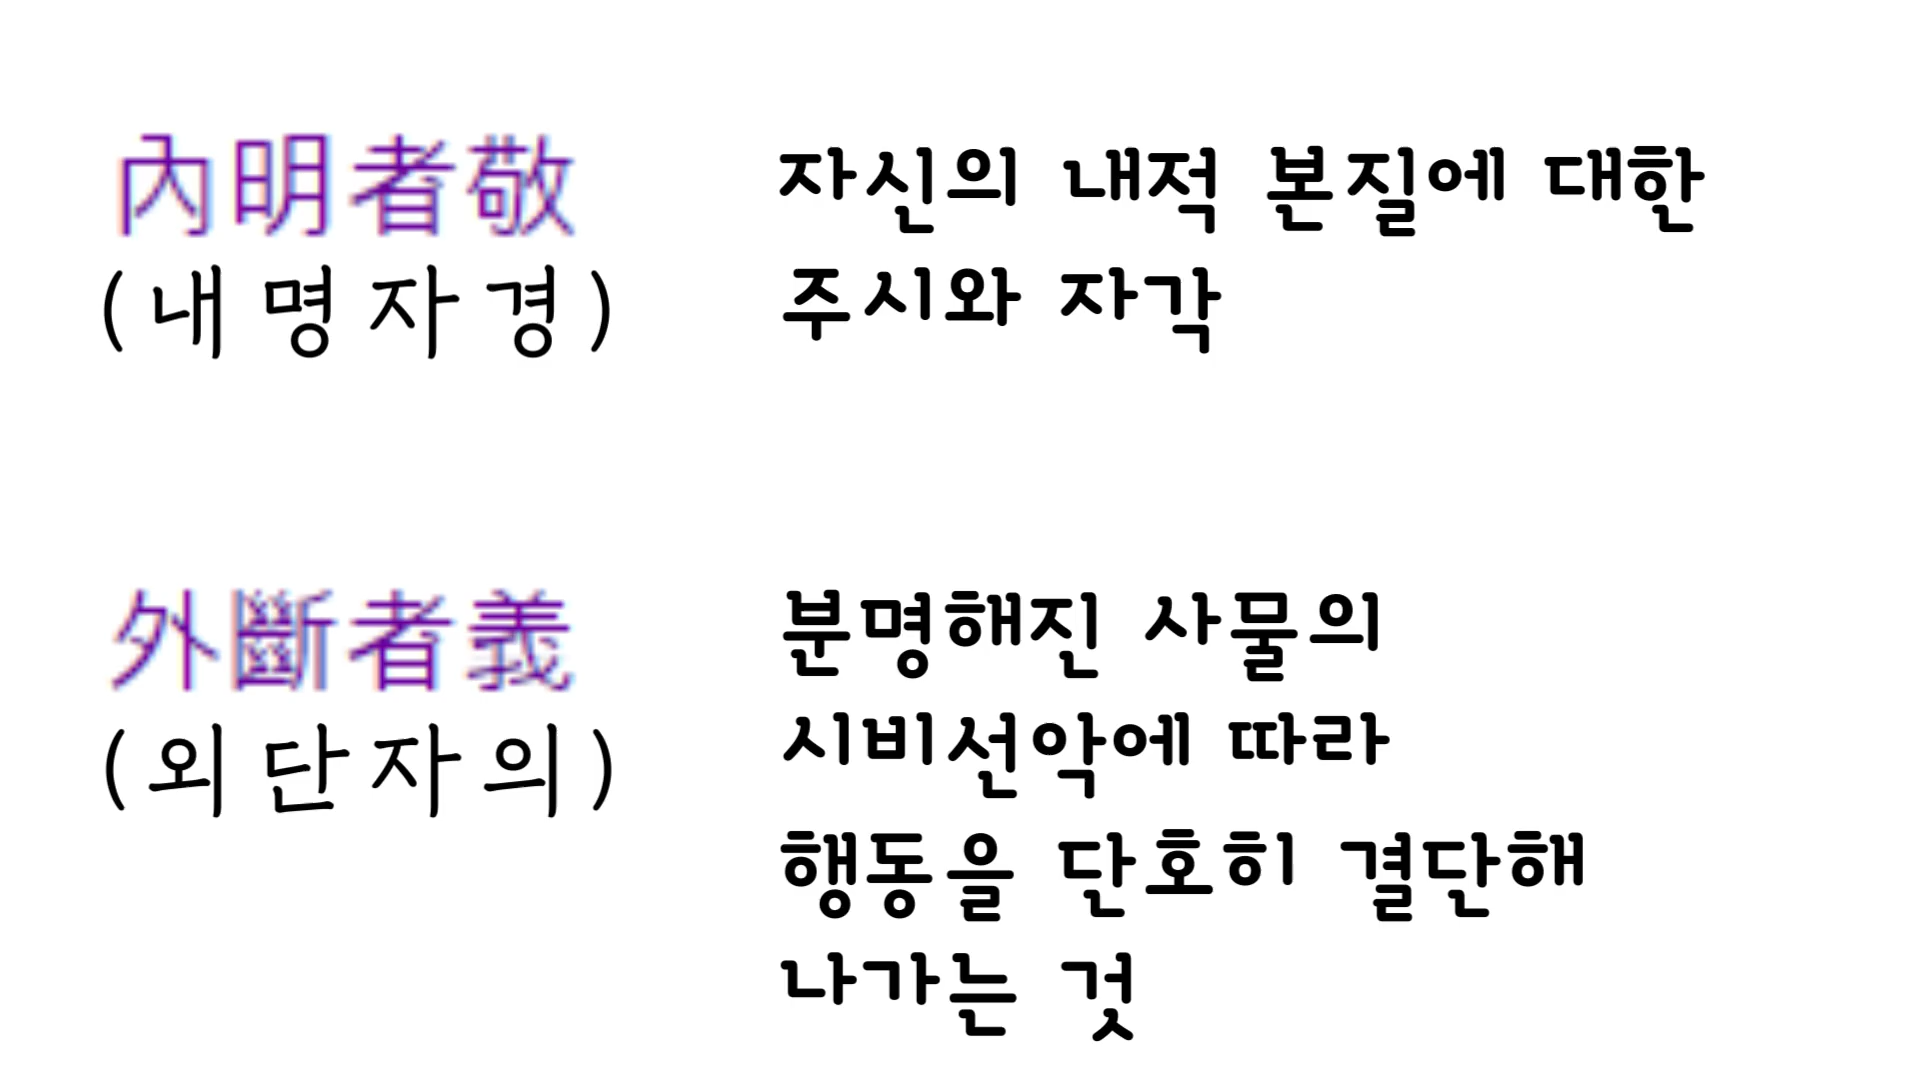 內明者敬
(내명자경)
자신의 내적 본질에 대한
주시와 자각
外斷者義
(외단자의)
분명해진 사물의
시비선악에 따라
행동을 단호히 결단해
나가는 것